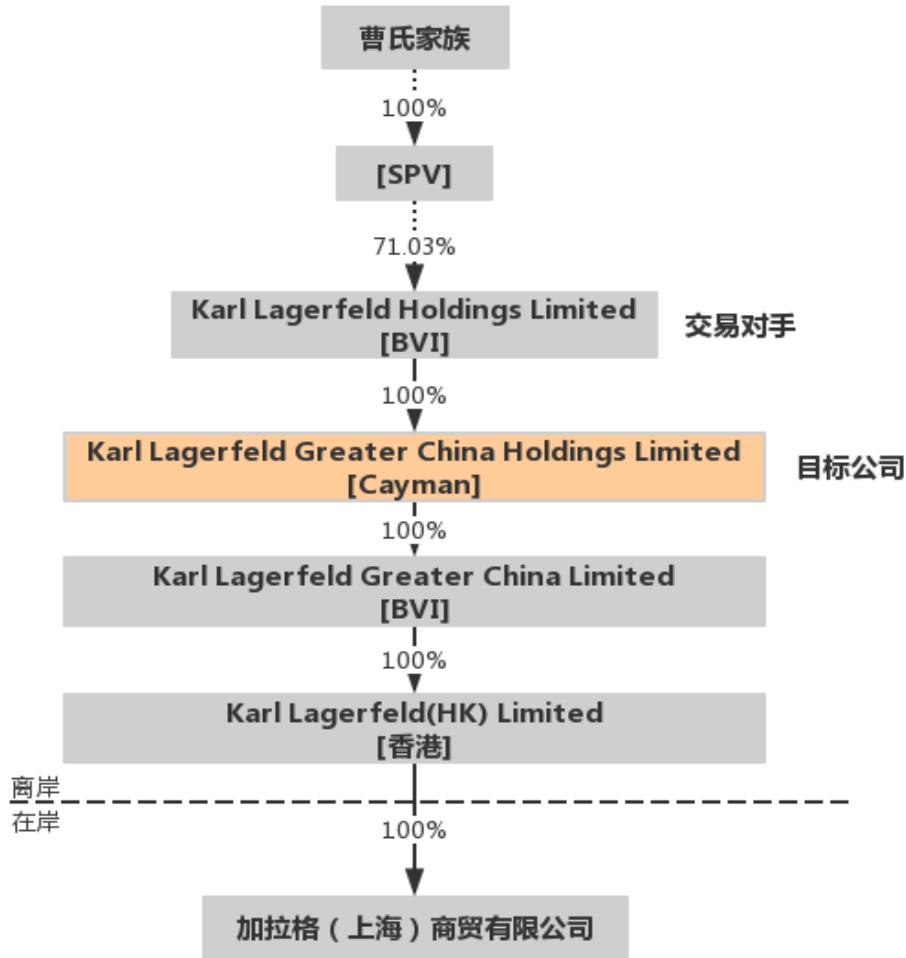 曹氏家族
100%
[SPV]
71.03%
Karl Lagerfeld Holdings Limited
[BVI]
交易对手
100%
Karl Lagerfeld Greater China Holdings Limited
[Cayman]
目标公司
100%
Karl Lagerfeld Greater China Limited
[BVI]
100%
Karl Lagerfeld(HK) Limited
[香港]
离岸
在岸
100%
加拉格（上海）商贸有限公司